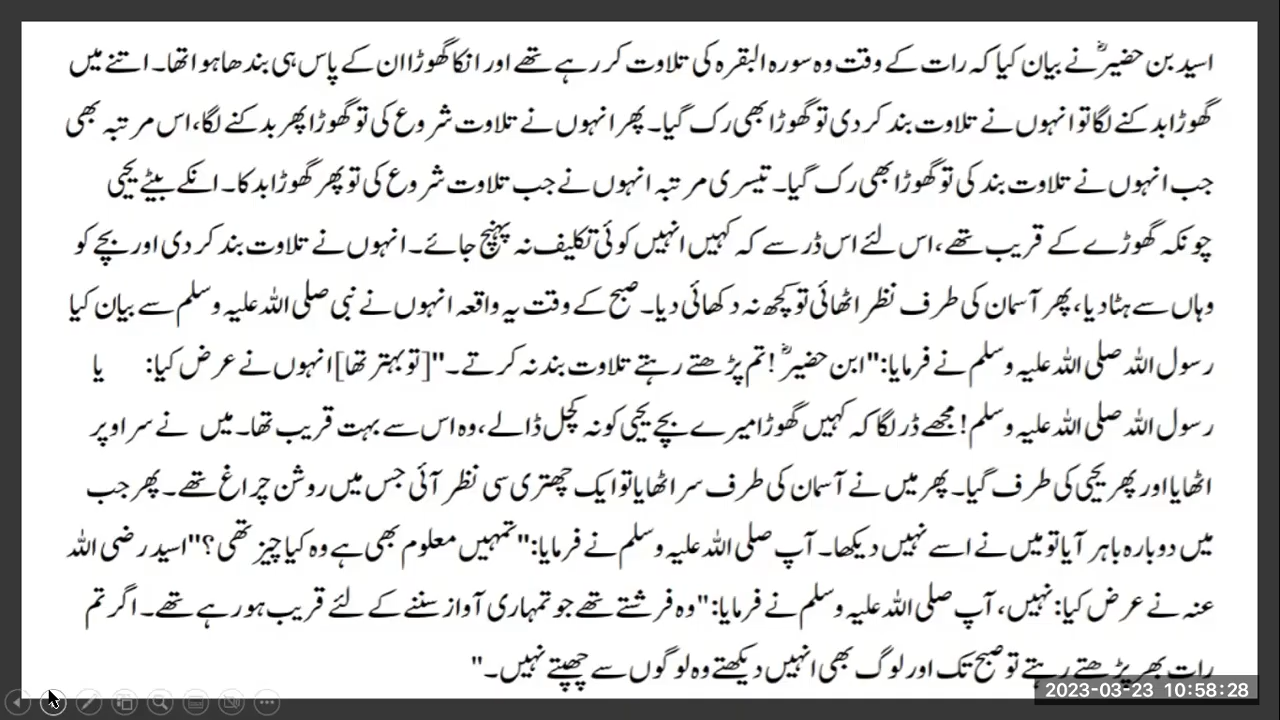 اسید بن حضیرؓ نے بیان کیا کہ رات کے وقت وہ سورہ البقرہ کی تلاوت کر رہے تھے اور انکا گھوڑا ان کے پاس ہی بندھا ہوا تھا۔ اتنے میں
گھوڑا بدکنے لگا تو انہوں نے تلاوت بند کر دی تو گھوڑا بھی رک گیا۔ پھر انہوں نے تلاوت شروع کی تو گھوڑا پھر بدکنے لگا، اس مرتبہ بھی
جب انہوں نے تلاوت بند کی تو گھوڑا بھی رک گیا۔ تیسری مرتبہ انہوں نے جب تلاوت شروع کی تو پھر گھوڑا بدکا۔ انکے بیٹے یحیی
چونکہ گھوڑے کے قریب تھے، اس لئے اس ڈر سے کہ کہیں انہیں کوئی تکلیف نہ پہنچ جائے۔ انہوں نے تلاوت بند کر دی اور بچے کو
وہاں سے ہٹا دیا، پھر آسمان کی طرف نظر اٹھائی تو کچھ نہ دکھائی دیا۔ صبح کے وقت یہ واقعہ انہوں نے نبی صلی اللہ علیہ وسلم سے بیان کیا
رسول اللہ صلی اللہ علیہ وسلم نے فرمایا: "ابن حضیرؓ! تم پڑھتے رہتے تلاوت بند نہ کرتے۔" [تو بہتر تھا] انہوں نے عرض کیا: یا
رسول اللہ صلی اللہ علیہ وسلم! مجھے ڈر لگا کہ کہیں گھوڑا میرے بچے یحیی کو نہ کچل ڈالے، وہ اس سے بہت قریب تھا۔ میں نے سر اوپر
اٹھایا اور پھر یحیی کی طرف گیا۔ پھر میں نے آسمان کی طرف سر اٹھایا تو ایک چھتری سی نظر آئی جس میں روشن چراغ تھے۔ پھر جب
میں دوبارہ باہر آیا تو میں نے اسے نہیں دیکھا۔ آپ صلی اللہ علیہ وسلم نے فرمایا: "تمہیں معلوم بھی ہے وہ کیا چیز تھی؟" اسید رضی اللہ
عنہ نے عرض کیا: نہیں، آپ صلی اللہ علیہ وسلم نے فرمایا: "وہ فرشتے تھے جو تمہاری آواز سننے کے لئے قریب ہو رہے تھے۔ اگر تم
رات بھر پڑھتے رہتے تو صبح تک اور لوگ بھی انہیں دیکھتے وہ لوگوں سے چھپتے نہیں۔"
2023-03-23 10:58:28